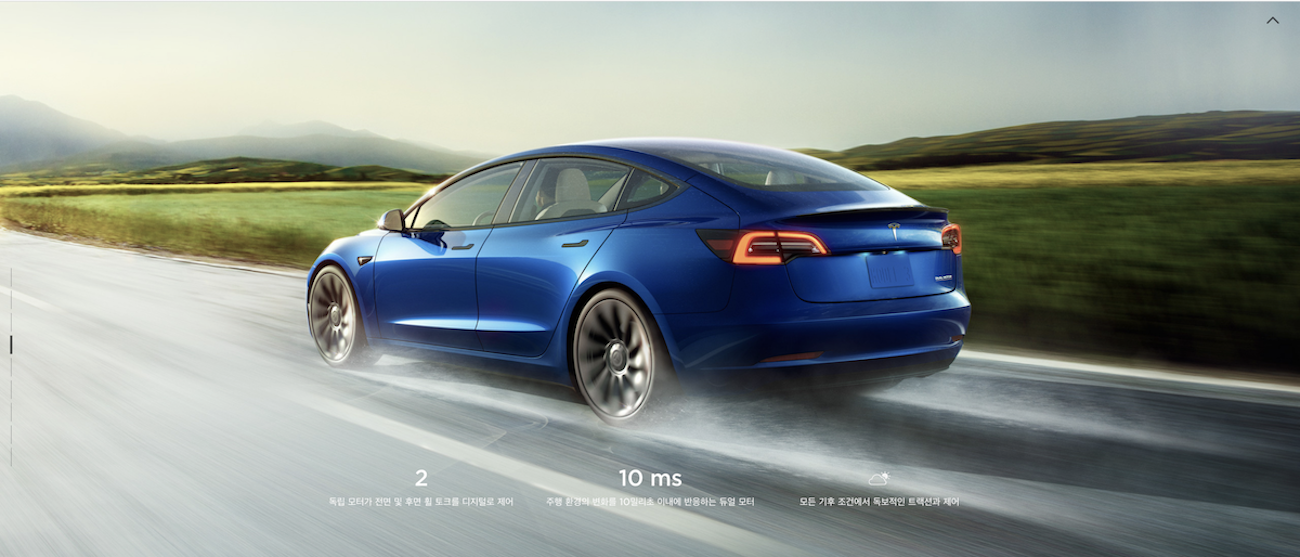 2
10 ms
독립 모터가 전면 및 후면 휠 토크를 디지털로 제어
주행 환경의 변화를 10밀리초 이내에 반응하는 듀얼 모터
모든 기후 조건에서 독보적인 트랙션과 제어